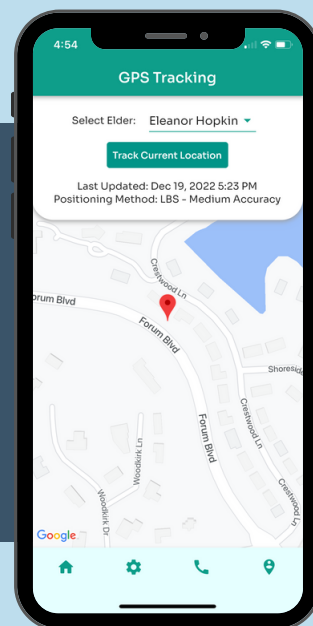 4:54
GPS Tracking
Select Elder: Eleanor Hopkin
Track Current Location
Last Updated: Dec 19, 2022 5:23 PM
Positioning Method: LBS - Medium Accuracy
Crestwood Ln
orum Blvd
Forum Blvd
Shoreside
Crestwood Ln
Forum Blvd
Woodkirk Ln
Crestwood Ln
Woodkirk Dr
Google